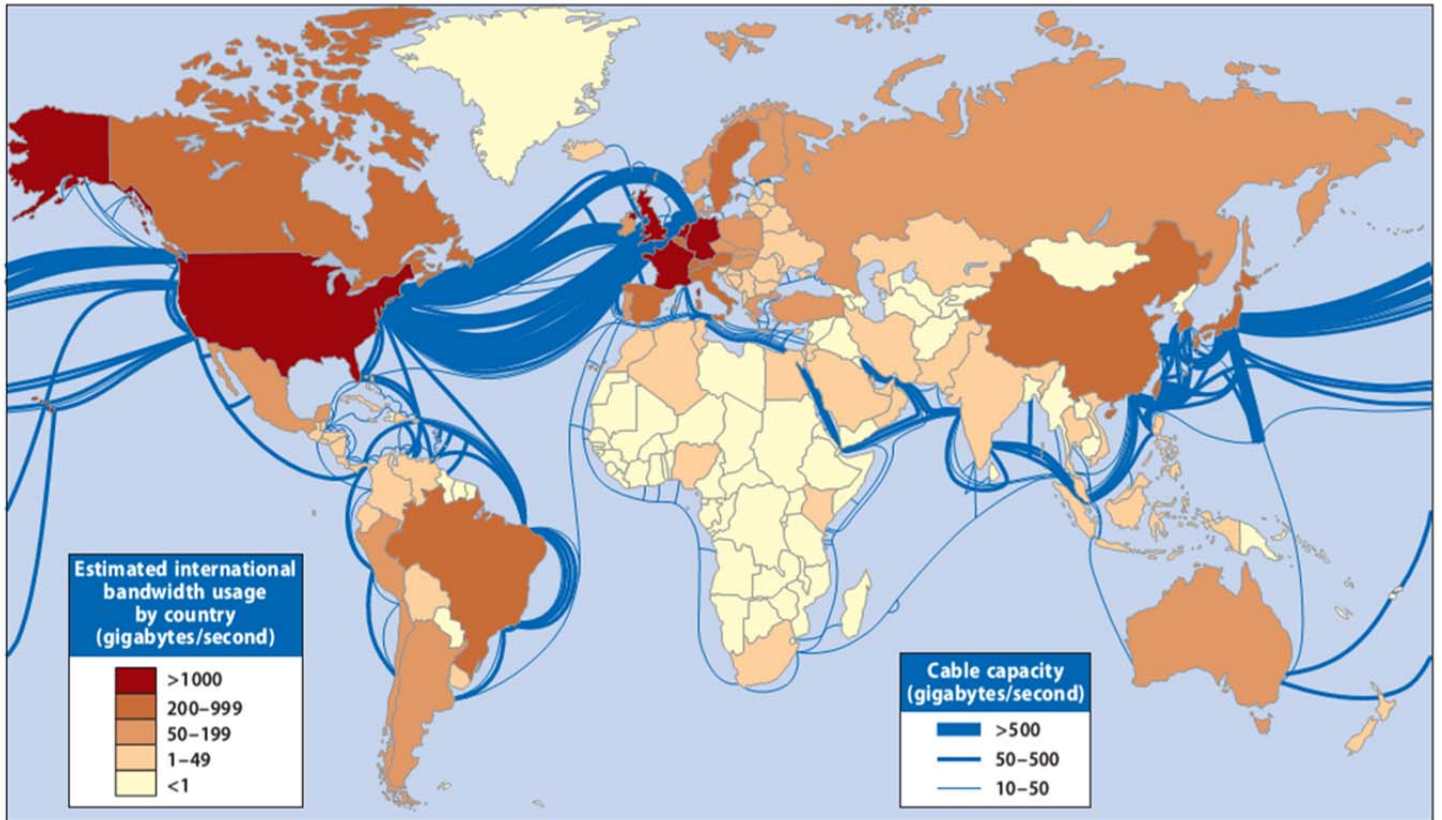 Estimated international
bandwidth usage
by country
(gigabytes/second)
>1000
200–999
50–199
1–49
<1
Cable capacity
(gigabytes/second)
>500
50–500
10–50